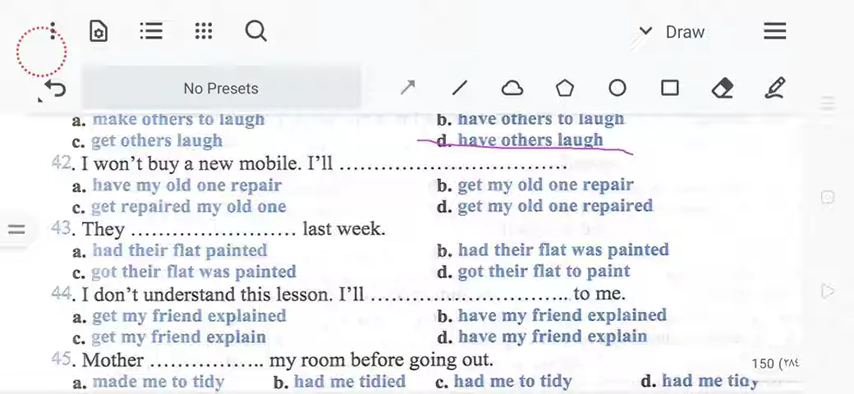 Draw
No Presets
a. make others to laugh b. have others to laugh
c. get others laugh d. have others laugh
42. I won't buy a new mobile. I'll ........................................
a. have my old one repair b. get my old one repair
c. get repaired my old one d. get my old one repaired
43. They ............................ last week.
a. had their flat painted b. had their flat was painted
c. got their flat was painted d. got their flat to paint
44. I don't understand this lesson. I'll .................................. to me.
a. get my friend explained b. have my friend explained
c. get my friend explain d. have my friend explain
45. Mother .................... my room before going out.
150 (٢٨٤
a. made me to tidy b. had me tidied c. had me to tidy d. had me tidy